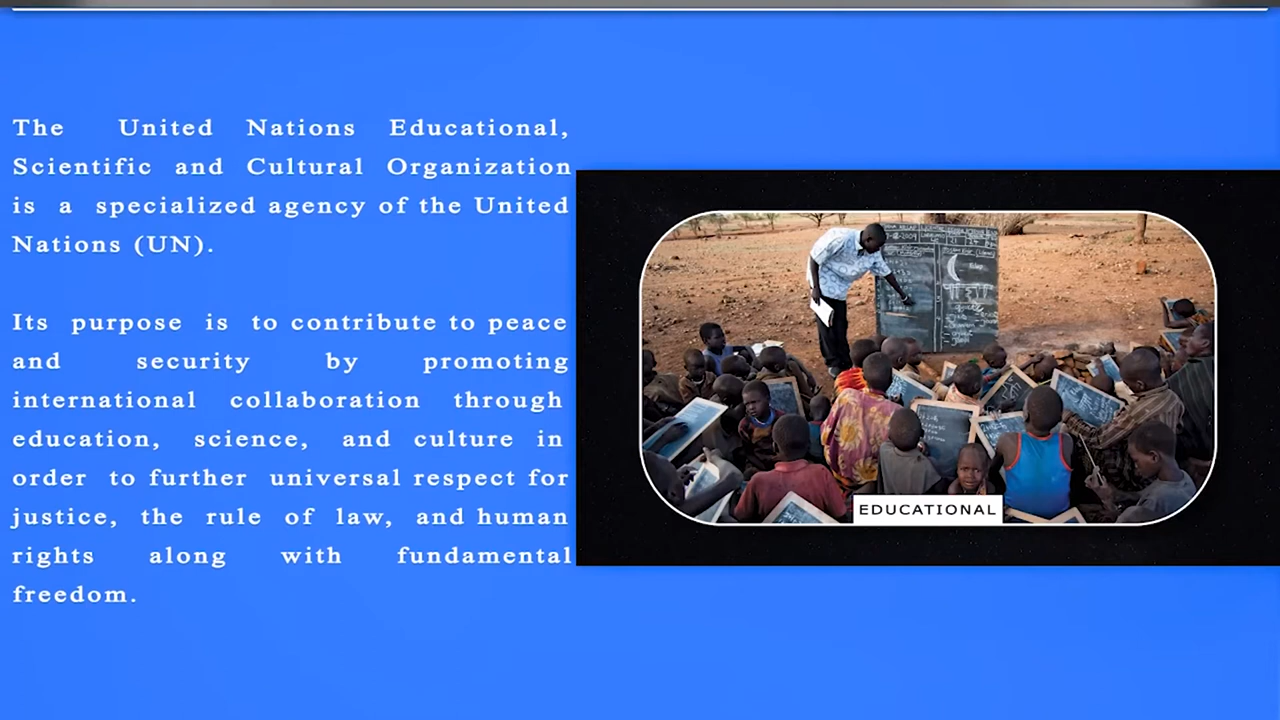 The United Nations Educational,
Scientific and Cultural Organization
is a specialized agency of the United
Nations (UN).
Its purpose is to contribute to peace
and security by promoting
international collaboration through
education, science, and culture in
order to further universal respect for
justice, the rule of law, and human
rights along with fundamental
freedom.
EDUCATIONAL